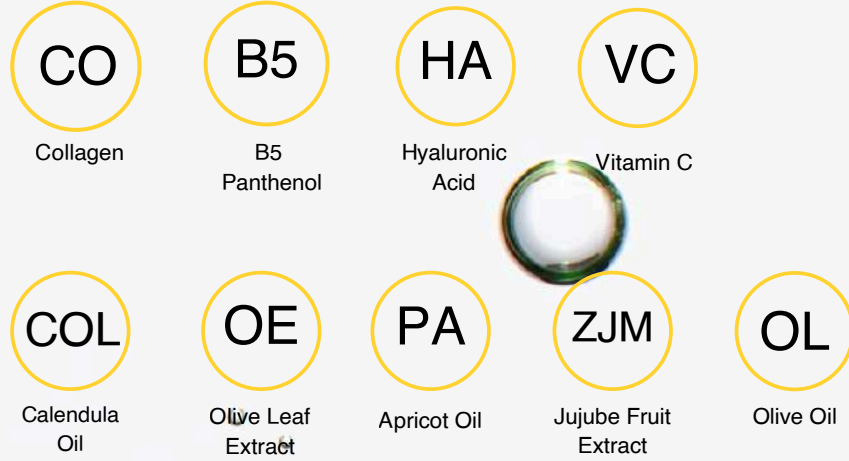 CO
B5
HA
VC
Collagen
B5
Panthenol
Hyaluronic
Acid
Vitamin C
COL
OE
PA
ZJM
OL
Calendula
Oil
Olive Leaf
Extract
Apricot Oil
Jujube Fruit
Extract
Olive Oil